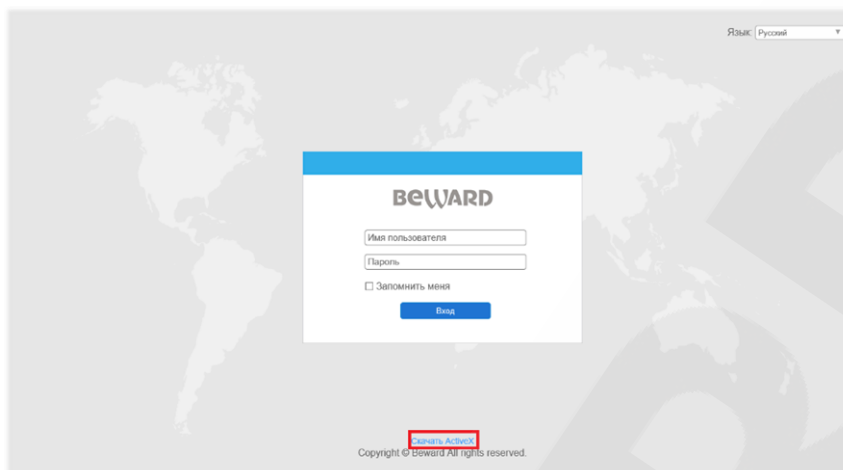 Язык: Русский
BEWARD
Имя пользователя
Пароль
Запомнить меня
Вход
Скачать ActiveX
Copyright © Beward All rights reserved.